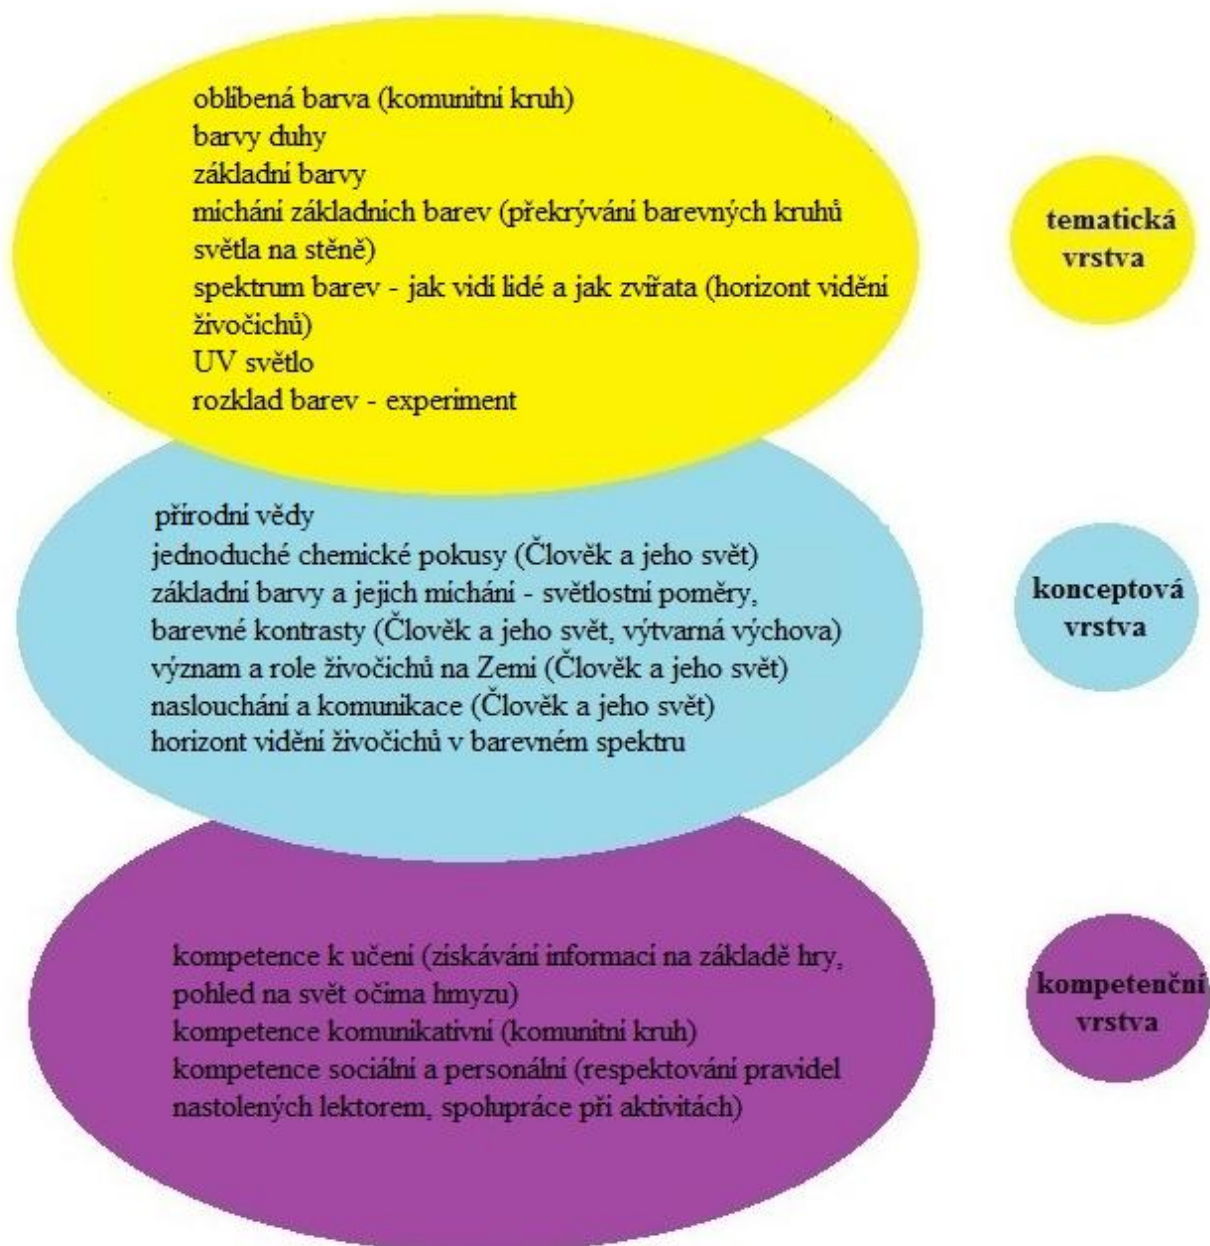 oblíbená barva (komunitní kruh)
barvy duhy
základní barvy
míchání základních barev (překrývání barevných kruhů
světla na stěně)
spektrum barev - jak vidí lidé a jak zvířata (horizont vidění
živočichů)
UV světlo
rozklad barev - experiment
tematická
vrstva
přírodní vědy
jednoduché chemické pokusy (Člověk a jeho svět)
základní barvy a jejich míchání - světlostní poměry,
barevné kontrasty (Člověk a jeho svět, výtvarná výchova)
význam a role živočichů na Zemi (Člověk a jeho svět)
naslouchání a komunikace (Člověk a jeho svět)
horizont vidění živočichů v barevném spektru
konceptová
vrstva
kompetence k učení (získávání informací na základě hry,
pohled na svět očima hmyzu)
kompetence komunikativní (komunitní kruh)
kompetence sociální a personální (respektování pravidel
nastolených lektorem, spolupráce při aktivitách)
kompetenční
vrstva